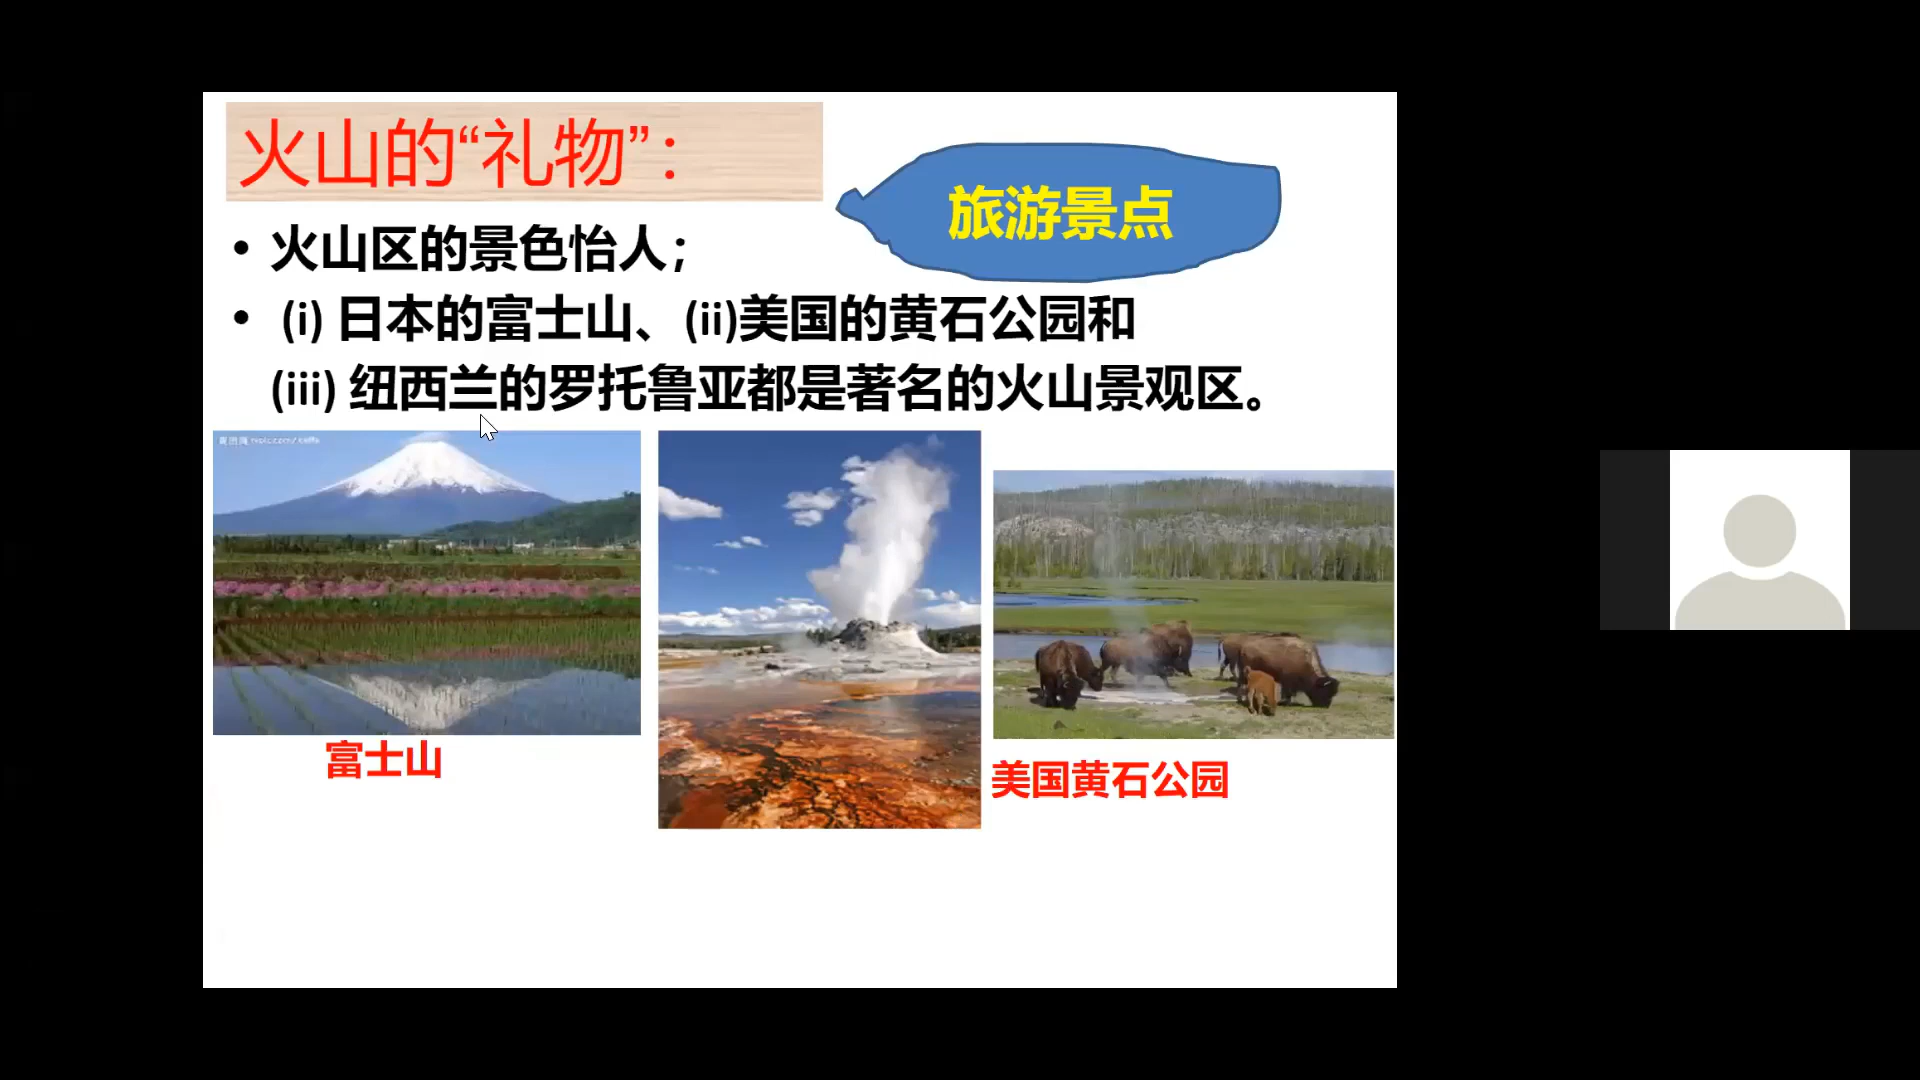 火山的“礼物”：
旅游景点
• 火山区的景色怡人；
• (i) 日本的富士山、(ii)美国的黄石公园和
(iii) 纽西兰的罗托鲁亚都是著名的火山景观区。
富士山
美国黄石公园